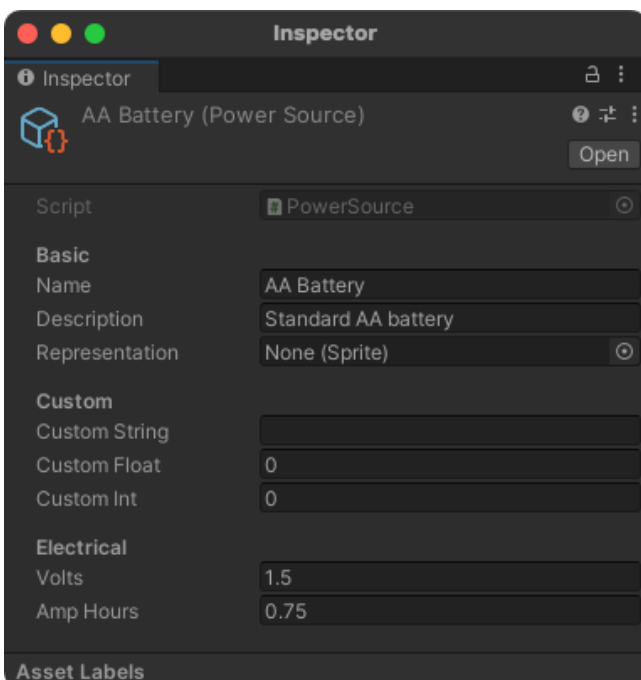 Inspector
Inspector
AA Battery (Power Source)
Open
Script # PowerSource
Basic
Name AA Battery
Description Standard AA battery
Representation None (Sprite)
Custom
Custom String
Custom Float 0
Custom Int 0
Electrical
Volts 1.5
Amp Hours 0.75
Asset Labels